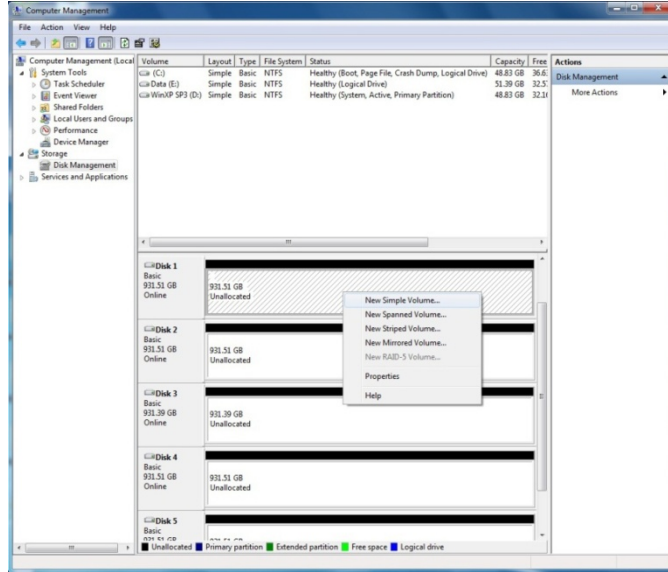 Computer Management
File Action View Help
Computer Management (Local
System Tools
Task Scheduler
Event Viewer
Shared Folders
Local Users and Groups
Performance
Device Manager
Storage
Disk Management
Services and Applications
Volume Layout Type File System Status Capacity Free
(C:) Simple Basic NTFS Healthy (Boot, Page File, Crash Dump, Logical Drive) 48.83 GB
Data (E:) Simple Basic NTFS Healthy (Logical Drive) 51.39 GB
WinXP SP3 (D:) Simple Basic NTFS Healthy (System, Active, Primary Partition) 48.83 GB
Disk 1
Basic
931.51 GB
Online
931.51 GB
Unallocated
Disk 2
Basic
931.51 GB
Online
931.51 GB
Unallocated
Disk 3
Basic
931.39 GB
Online
931.39 GB
Unallocated
Disk 4
Basic
931.51 GB
Online
931.51 GB
Unallocated
Disk 5
Basic
New Simple Volume...
New Spanned Volume...
New Striped Volume...
New Mirrored Volume...
New RAID-5 Volume...
Properties
Help
Unallocated Primary partition Extended partition Free space Logical drive
Actions
Disk Management
More Actions